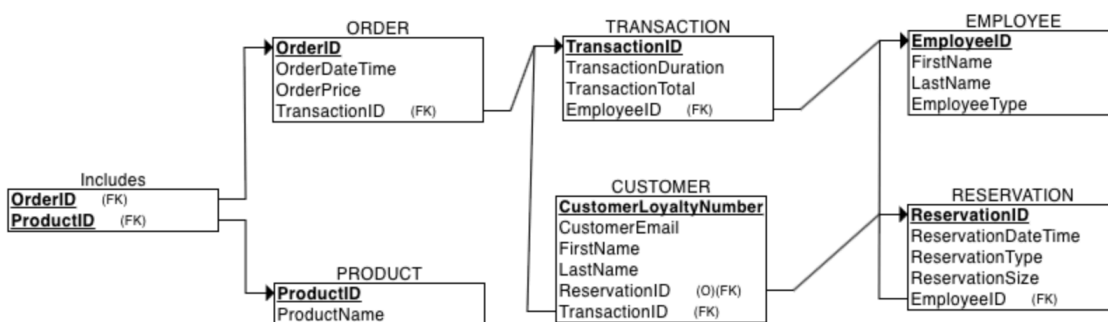 ORDER
OrderID
OrderDateTime
OrderPrice
TransactionID (FK)
TRANSACTION
TransactionID
TransactionDuration
TransactionTotal
EmployeeID (FK)
EMPLOYEE
EmployeeID
FirstName
LastName
EmployeeType
Includes
OrderID (FK)
ProductID (FK)
CUSTOMER
CustomerLoyaltyNumber
CustomerEmail
FirstName
LastName
ReservationID (O)(FK)
TransactionID (FK)
RESERVATION
ReservationID
ReservationDateTime
ReservationType
ReservationSize
EmployeeID (FK)
PRODUCT
ProductID
ProductName